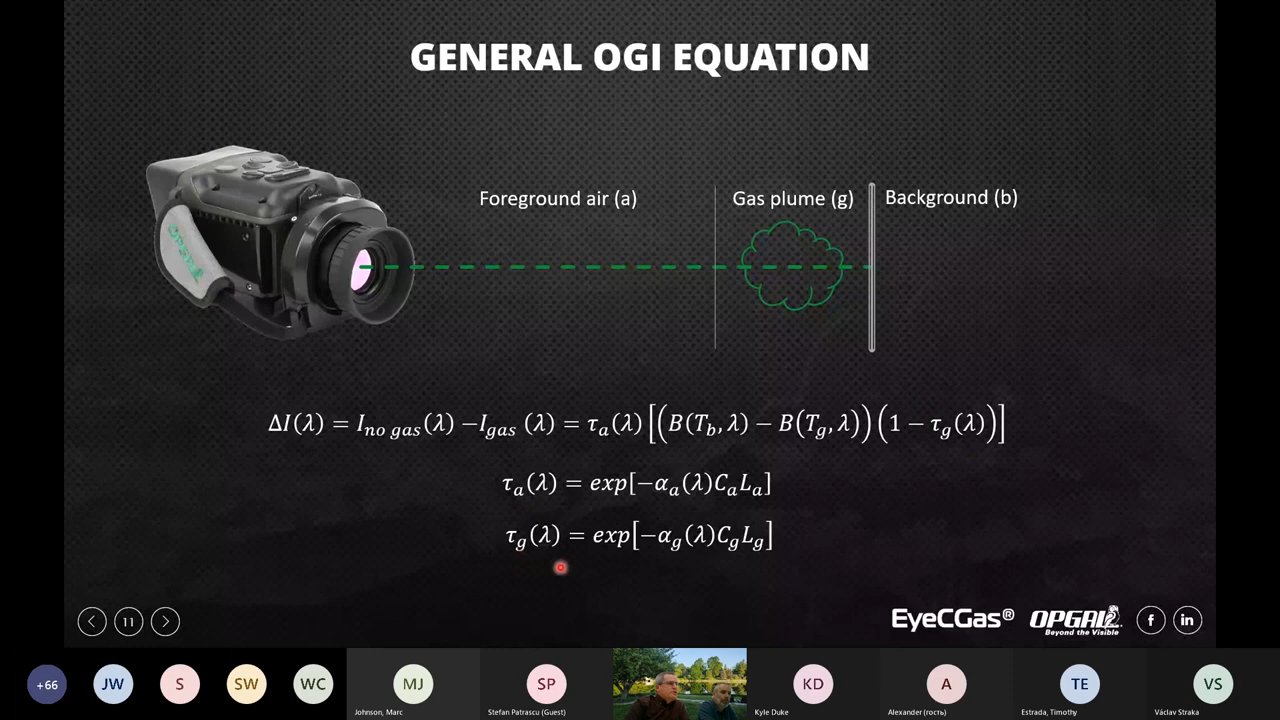 GENERAL OGI EQUATION
Foreground air (a)
Gas plume (g)
Background (b)
OPGAL
ΔI(λ) = I_no gas(λ) −I_gas (λ) = τ_a(λ) [(B(T_b, λ) − B(T_g, λ)) (1 − τ_g(λ))]
τ_a(λ) = exp[−α_a(λ)C_aL_a]
τ_g(λ) = exp[−α_g(λ)C_gL_g]
11
EyeCGas®
OPGAL
Beyond the Visible
f
in
+66
JW
S
SW
WC
MJ
SP
KD
A
TE
VS
Johnson, Marc
Stefan Patrascu (Guest)
Kyle Duke
Alexander (гость)
Estrada, Timothy
Václav Straka